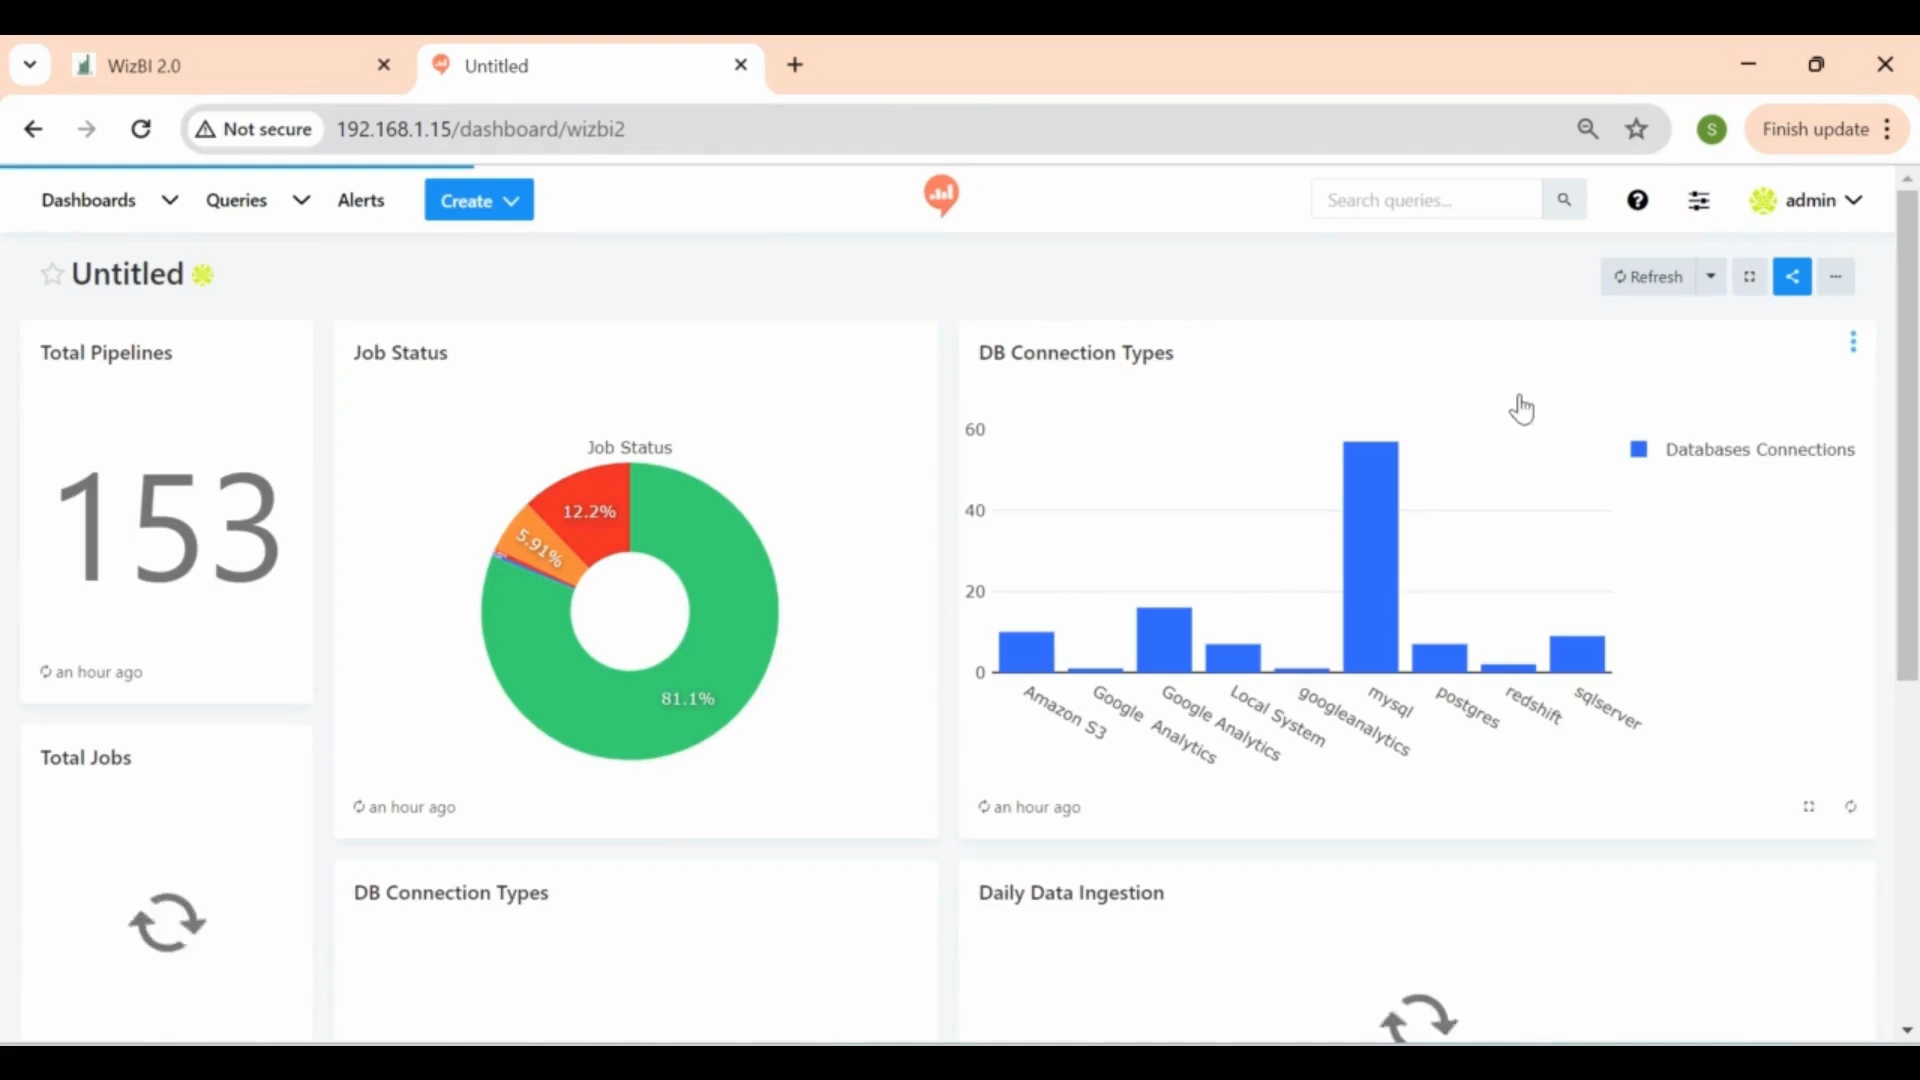 WizBI 2.0
Untitled
Not secure
192.168.1.15/dashboard/wizbi2
S
Finish update
Dashboards
Queries
Alerts
Create
Search queries...
?
admin
Untitled
Refresh
Total Pipelines
153
an hour ago
Job Status
Job Status
12.2%
5.91%
81.1%
an hour ago
DB Connection Types
60
40
20
0
Databases Connections
Amazon S3
Google Analytics
Google Analytics
Local System
googleanalytics
mysql
postgres
redshift
sqlserver
an hour ago
Total Jobs
DB Connection Types
Daily Data Ingestion